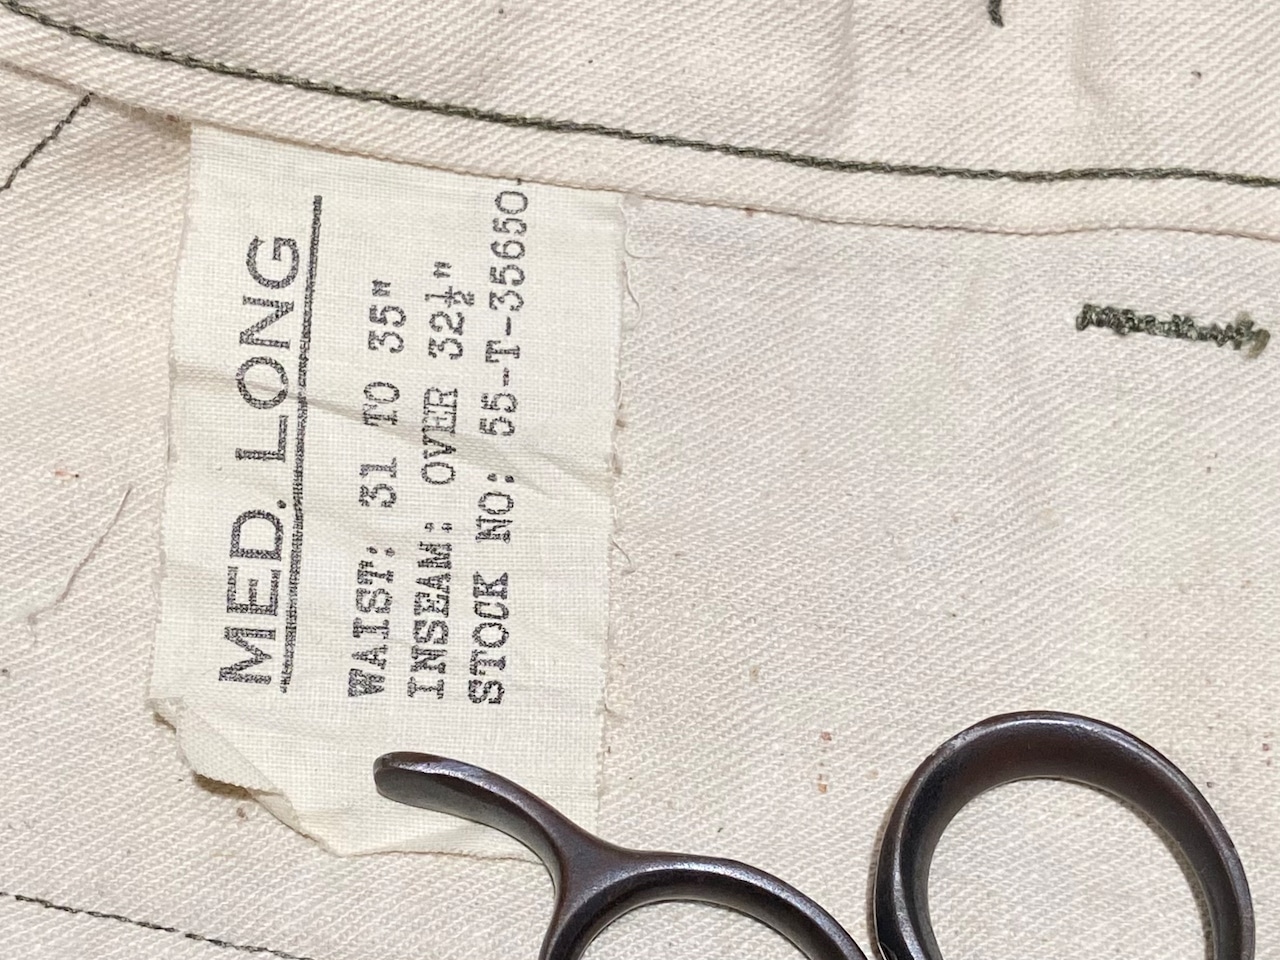 MED. LONG
WAIST: 31 TO 35"
INSEAM: OVER 32½"
STOCK NO: 55-T-35650-